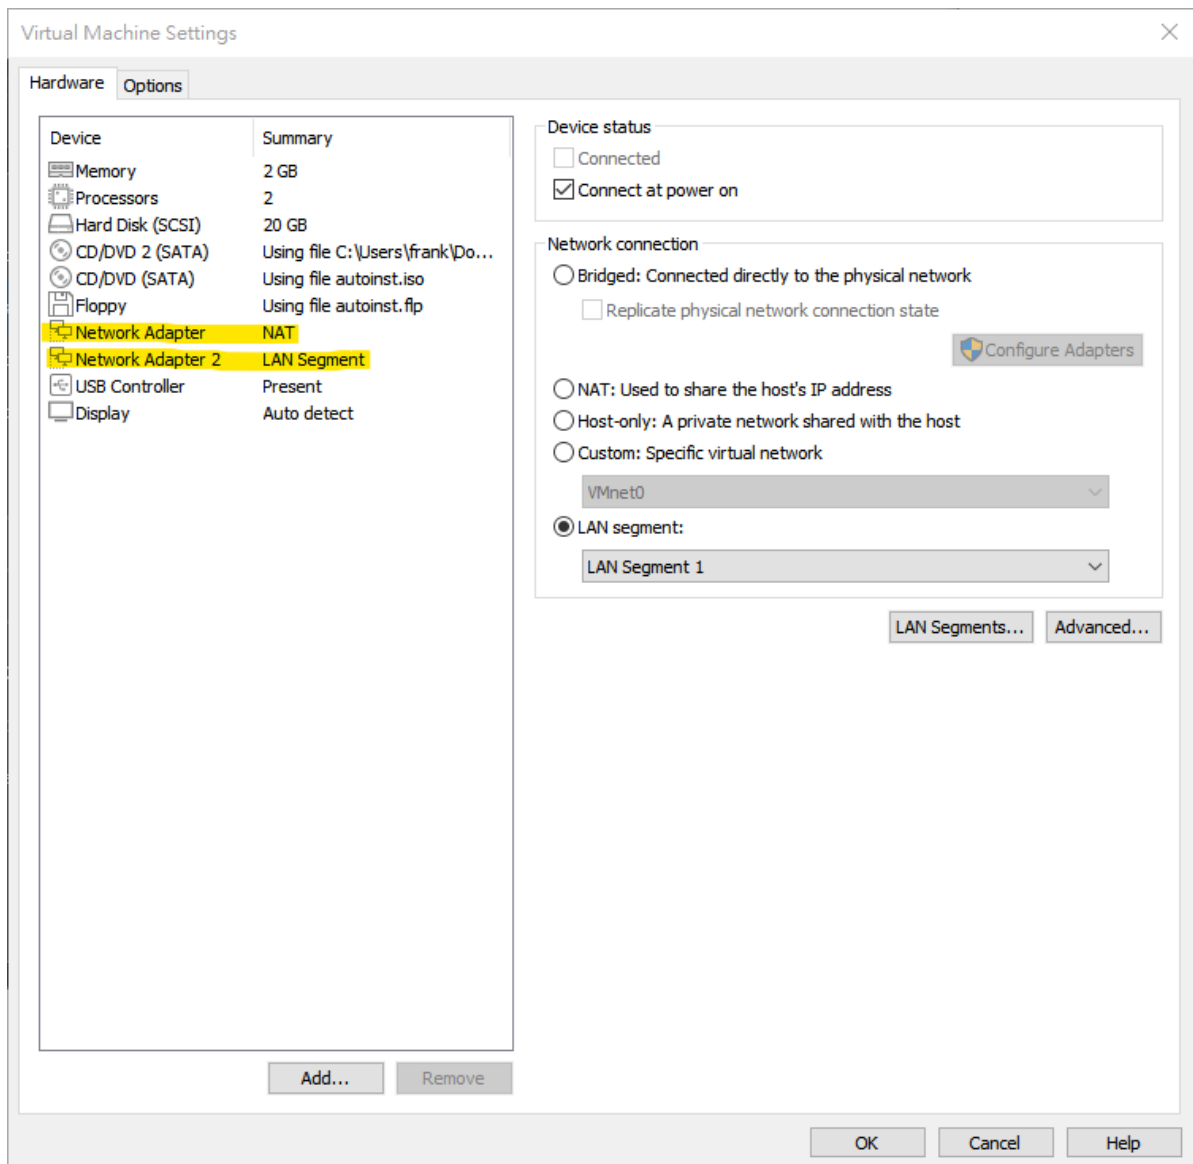 Virtual Machine Settings
Hardware Options
Device Summary
Memory 2 GB
Processors 2
Hard Disk (SCSI) 20 GB
CD/DVD 2 (SATA) Using file C:\Users\frank\Do...
CD/DVD (SATA) Using file autoinst.iso
Floppy Using file autoinst.flp
Network Adapter NAT
Network Adapter 2 LAN Segment
USB Controller Present
Display Auto detect
Add... Remove
Device status
Connected
Connect at power on
Network connection
Bridged: Connected directly to the physical network
Replicate physical network connection state
Configure Adapters
NAT: Used to share the host's IP address
Host-only: A private network shared with the host
Custom: Specific virtual network
VMnet0
LAN segment:
LAN Segment 1
LAN Segments... Advanced...
OK Cancel Help